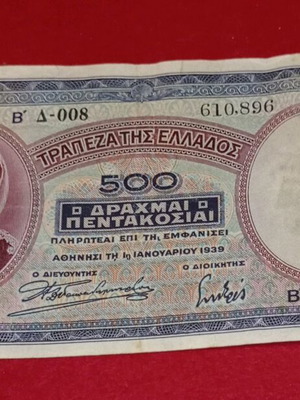 Β΄ Δ-008 610.896
ΤΡΑΠΕΖΑ ΤΗΣ ΕΛΛΑΔΟΣ
500
ΔΡΑΧΜΑΙ
ΠΕΝΤΑΚΟΣΙΑΙ
ΠΛΗΡΩΤΕΑΙ ΕΠΙ ΤΗ ΕΜΦΑΝΙΣΕΙ
ΑΘΗΝΗΣΙ ΤΗ 1Η ΙΑΝΟΥΑΡΙΟΥ 1939
Ο ΔΙΕΥΘΥΝΤΗΣ Ο ΔΙΟΙΚΗΤΗΣ
Β